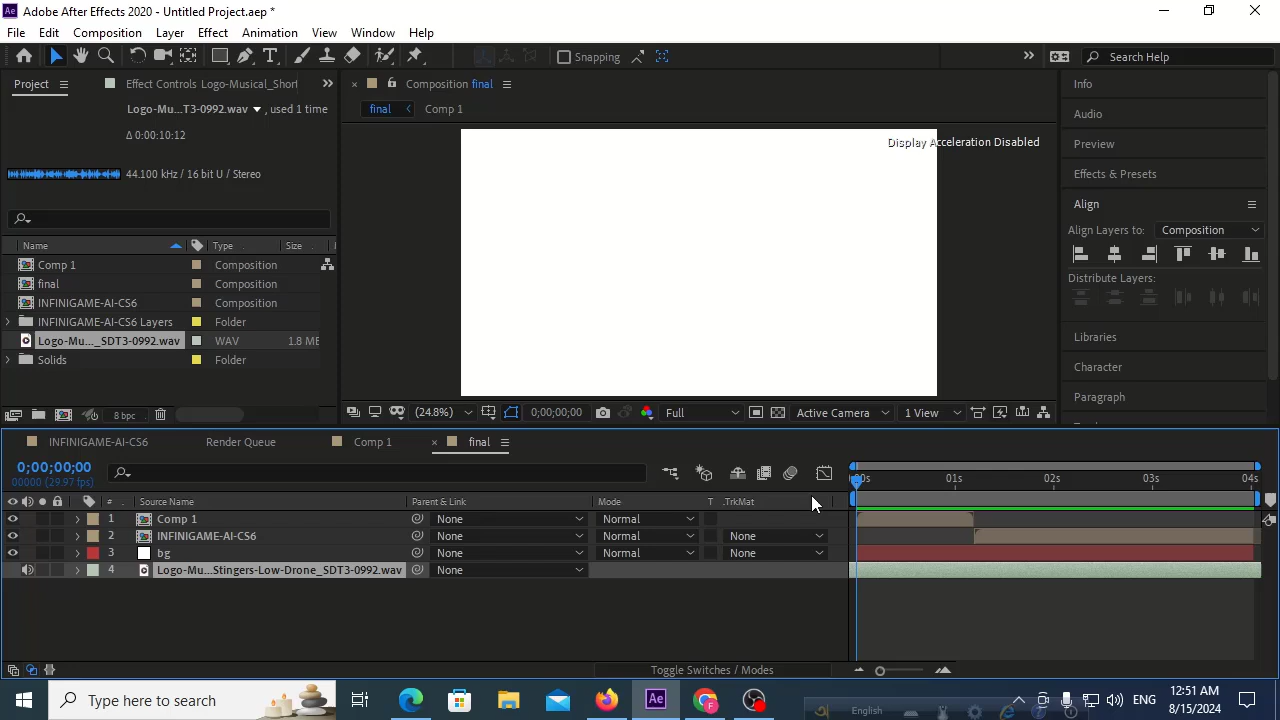 Adobe After Effects 2020 - Untitled Project.aep *
File Edit Composition Layer Effect Animation View Window Help
Snapping
Search Help
Project
Effect Controls Logo-Musical_Short
Composition final
Info
Logo-Mu...T3-0992.wav , used 1 time
final
Comp 1
Audio
Δ 0:00:10:12
Display Acceleration Disabled
Preview
44.100 kHz / 16 bit U / Stereo
Effects & Presets
Align
Align Layers to: Composition
Name Type Size
Comp 1 Composition
final Composition
Distribute Layers:
INFINIGAME-AI-CS6 Composition
INFINIGAME-AI-CS6 Layers Folder
Logo-Mu..._SDT3-0992.wav WAV 1.8 ME
Libraries
Solids Folder
Character
Paragraph
8 bpc
(24.8%) 0;00;00;00 Full Active Camera 1 View
INFINIGAME-AI-CS6 Render Queue Comp 1 final
0;00;00;00
00000 (29.97 fps)
00s 01s 02s 03s 04s
# Source Name Parent & Link Mode T .TrkMat
1 Comp 1 None Normal
2 INFINIGAME-AI-CS6 None Normal None
3 bg None Normal None
4 Logo-Mu...Stingers-Low-Drone_SDT3-0992.wav None
Toggle Switches / Modes
Type here to search
Ae
ENG
12:51 AM
8/15/2024
English